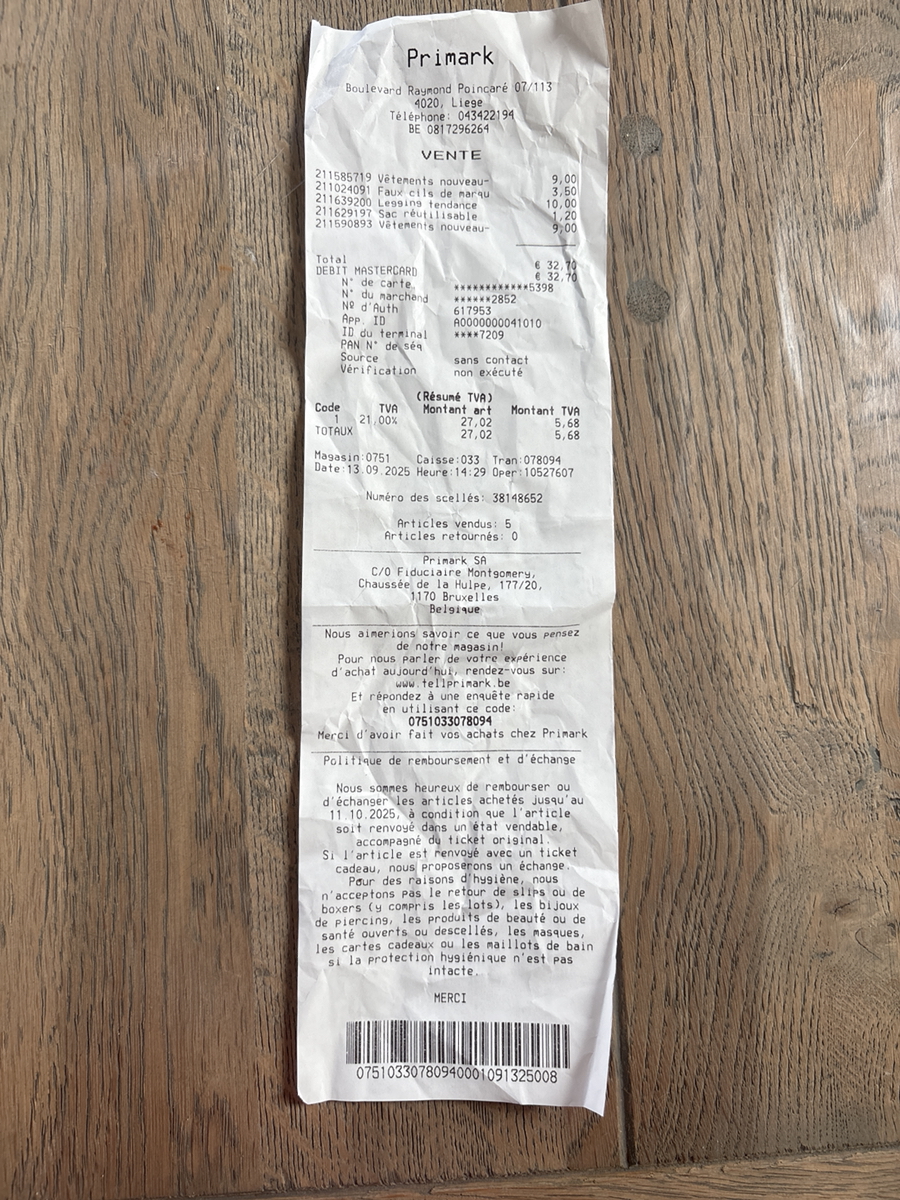 Primark
Boulevard Raymond Poincaré 07/113
4020, Liege
Téléphone: 043422194
BE 0817296264
VENTE
211585719 Vêtements nouveau- 9,00
211024091 Faux cils de marqu 3,50
211639200 Legging tendance 10,00
211629197 Sac réutilisable 1,20
211590893 Vêtements nouveau- 9,00
Total € 32,70
DEBIT MASTERCARD € 32,70
N° de carte ************5398
N° du marchand ******2852
Nº d'Auth 617953
App. ID A0000000041010
ID du terminal ****7209
PAN N° de séq
Source sans contact
Vérification non exécuté
(Résumé TVA)
Code TVA Montant art Montant TVA
1 21,00% 27,02 5,68
TOTAUX 27,02 5,68
Magasin:0751 Caisse:033 Tran:078094
Date:13.09.2025 Heure:14:29 Oper:10527607
Numéro des scellés: 38148652
Articles vendus: 5
Articles retournés: 0
Primark SA
C/O Fiduciaire Montgomery,
Chaussée de la Hulpe, 177/20,
1170 Bruxelles
Belgique
Nous aimerions savoir ce que vous pensez
de notre magasin!
Pour nous parler de votre expérience
d'achat aujourd'hui, rendez-vous sur:
www.tellprimark.be
Et répondez à une enquête rapide
en utilisant ce code:
0751033078094
Merci d'avoir fait vos achats chez Primark
Politique de remboursement et d'échange
Nous sommes heureux de rembourser ou
d'échanger les articles achetés jusqu'au
11.10.2025, à condition que l'article
soit renvoyé dans un état vendable,
accompagné du ticket original.
Si l'article est renvoyé avec un ticket
cadeau, nous proposerons un échange.
Pour des raisons d'hygiène, nous
n'acceptons pas le retour de slips ou de
boxers (y compris les lots), les bijoux
de piercing, les produits de beauté ou de
santé ouverts ou descellés, les masques,
les cartes cadeaux ou les maillots de bain
si la protection hygiénique n'est pas
intacte.
MERCI
07510330780940001091325008